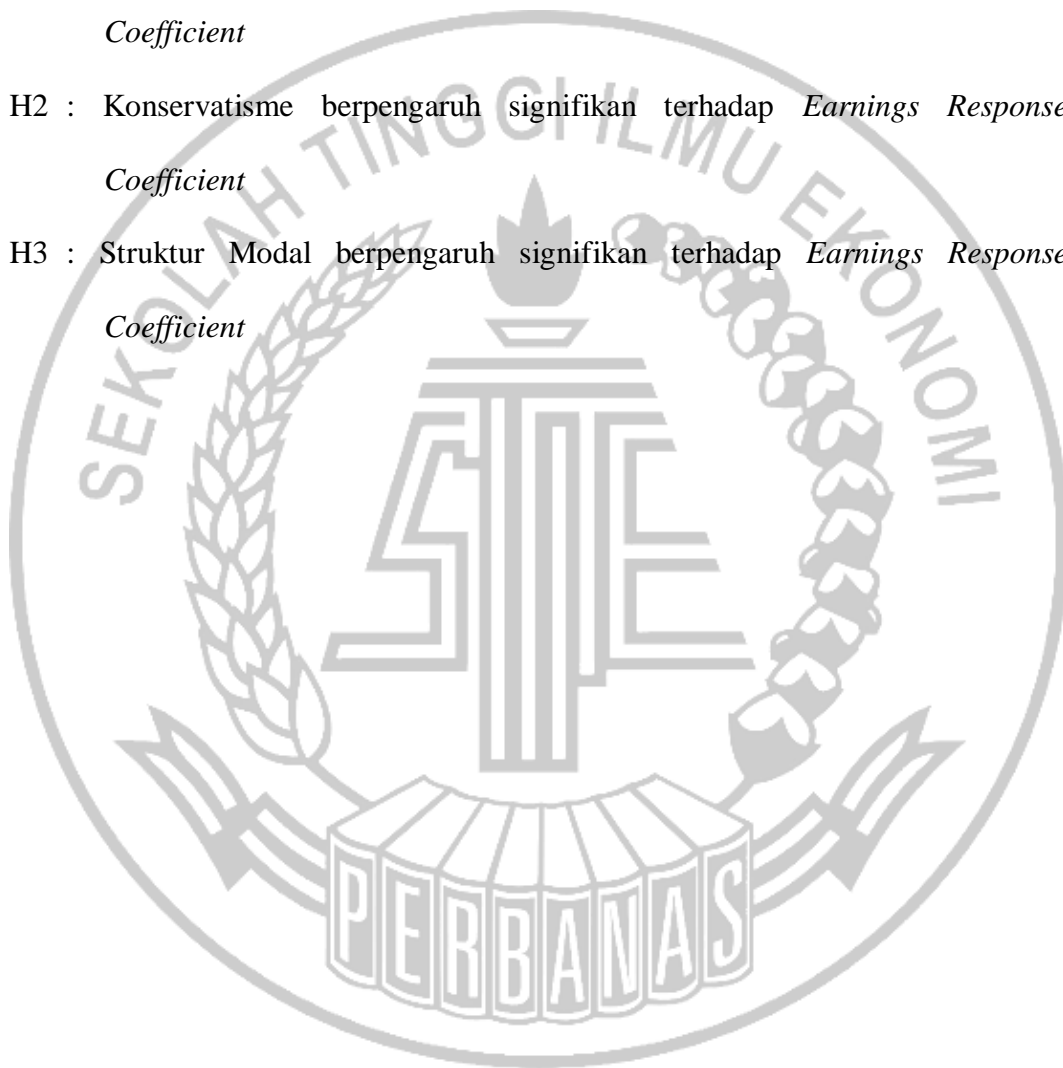 Coefficient
H2 : Konservatisme berpengaruh signifikan terhadap Earnings Response
Coefficient
H3 : Struktur Modal berpengaruh signifikan terhadap Earnings Response
Coefficient
SEKOLAH TINGGI ILMU EKONOMI
STIE
PERBANAS